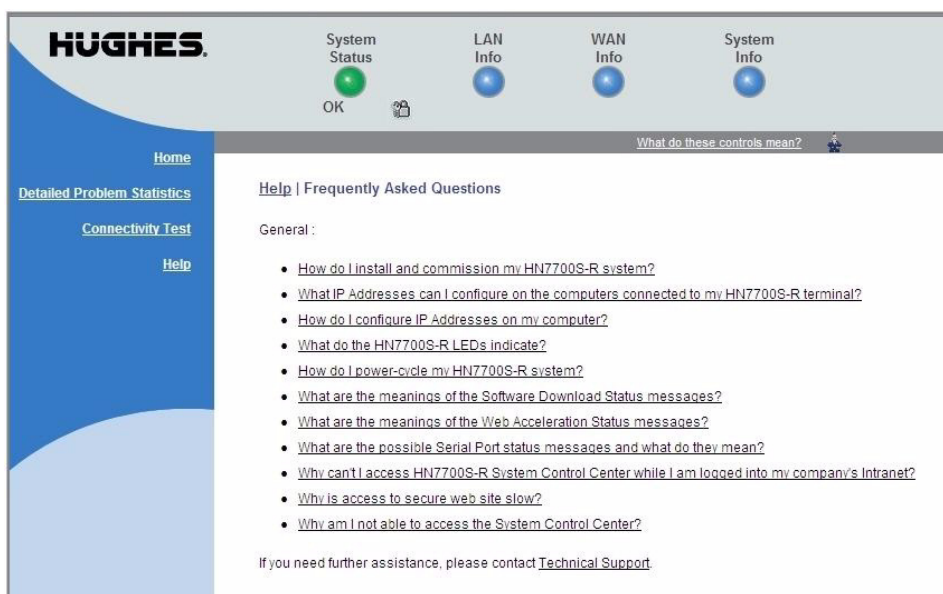 HUGHES.
System
Status
OK
LAN
Info
WAN
Info
System
Info
What do these controls mean?
Home
Detailed Problem Statistics
Connectivity Test
Help
Help | Frequently Asked Questions
General :
How do I install and commission my HN7700S-R system?
What IP Addresses can I configure on the computers connected to my HN7700S-R terminal?
How do I configure IP Addresses on my computer?
What do the HN7700S-R LEDs indicate?
How do I power-cycle my HN7700S-R system?
What are the meanings of the Software Download Status messages?
What are the meanings of the Web Acceleration Status messages?
What are the possible Serial Port status messages and what do they mean?
Why can't I access HN7700S-R System Control Center while I am logged into my company's Intranet?
Why is access to secure web site slow?
Why am I not able to access the System Control Center?
If you need further assistance, please contact Technical Support.